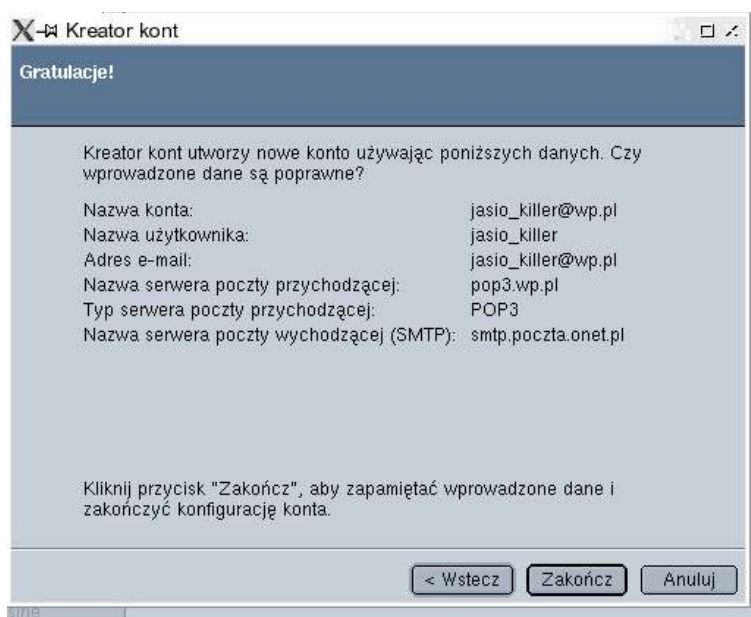 Kreator kont
Gratulacje!
Kreator kont utworzy nowe konto używając poniższych danych. Czy
wprowadzone dane są poprawne?
Nazwa konta: jasio_killer@wp.pl
Nazwa użytkownika: jasio_killer
Adres e-mail: jasio_killer@wp.pl
Nazwa serwera poczty przychodzącej: pop3.wp.pl
Typ serwera poczty przychodzącej: POP3
Nazwa serwera poczty wychodzącej (SMTP): smtp.poczta.onet.pl
Kliknij przycisk "Zakończ", aby zapamiętać wprowadzone dane i
zakończyć konfigurację konta.
< Wstecz Zakończ Anuluj